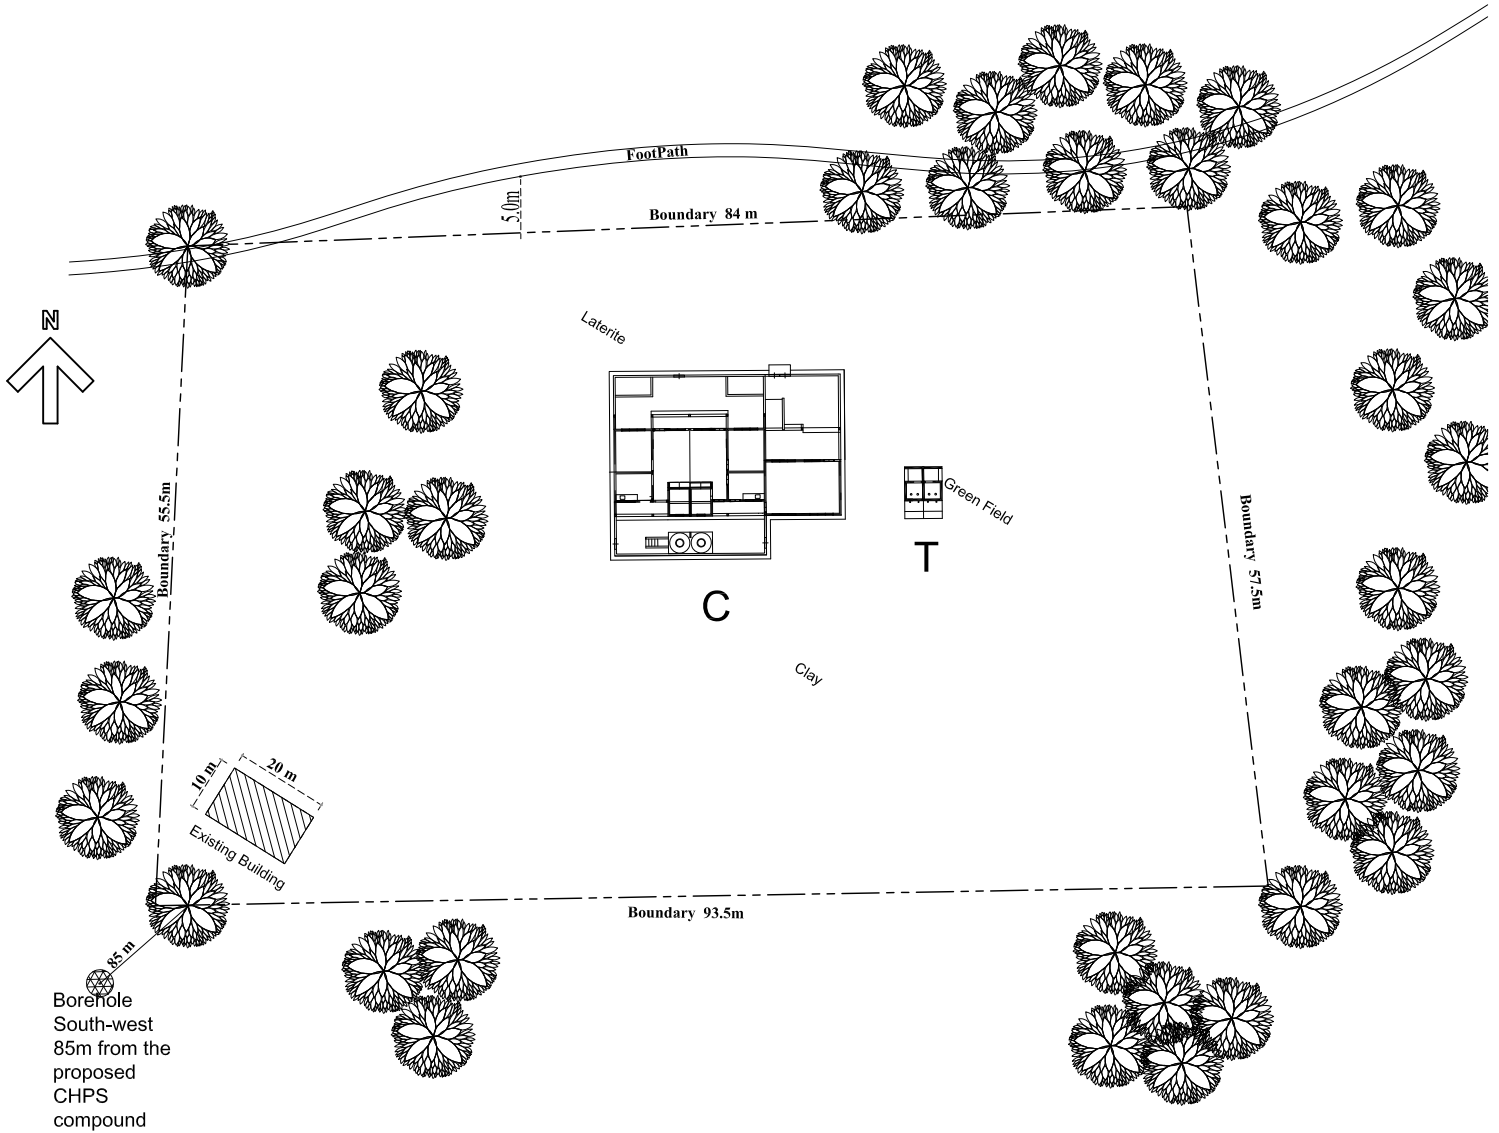 FootPath
5.0m
Boundary 84 m
N
Laterite
Boundary 55.5m
Green Field
Boundary 57.5m
T
C
Clay
10 m
20 m
Existing Building
Boundary 93.5m
85 m
Borehole
South-west
85m from the
proposed
CHPS
compound